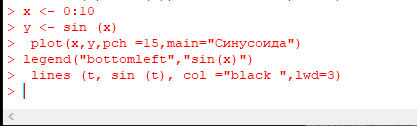 > x <- 0:10
> y <- sin (x)
> plot(x,y,pch =15,main="Синусоида")
> legend("bottomleft","sin(x)")
> lines (t, sin (t), col ="black ",lwd=3)
>